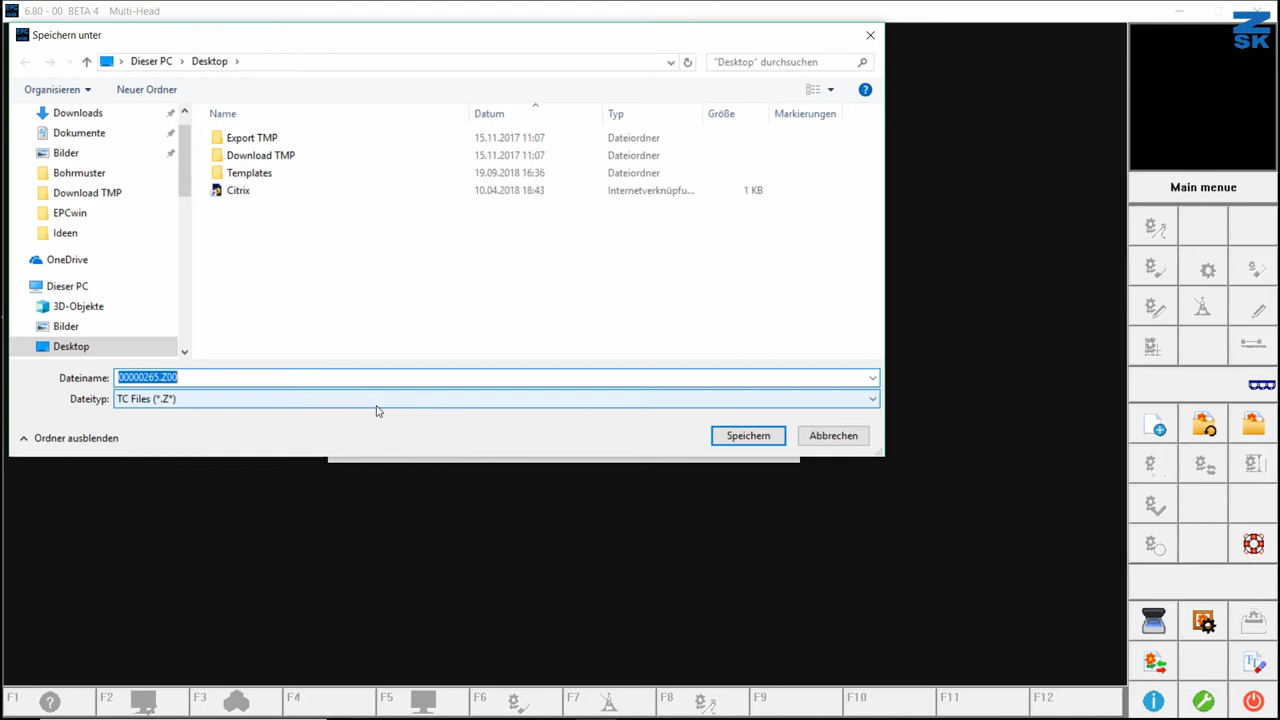 6.80 - 00 BETA 4 Multi-Head
EPC win
Speichern unter
ZSK
Dieser PC
Desktop
"Desktop" durchsuchen
Organisieren
Neuer Ordner
?
Downloads
Dokumente
Bilder
Bohrmuster
Download TMP
EPCwin
Ideen
OneDrive
Dieser PC
3D-Objekte
Bilder
Desktop
Name Datum Typ Größe Markierungen
Export TMP 15.11.2017 11:07 Dateiordner
Download TMP 15.11.2017 11:07 Dateiordner
Templates 19.09.2018 16:36 Dateiordner
Citrix 10.04.2018 18:43 Internetverknüpfu... 1 KB
Dateiname: 00000265.Z00
Dateityp: TC Files (*.Z*)
Ordner ausblenden
Speichern
Abbrechen
Main menue
F1 ? F2 F3 F4 F5 F6 F7 F8 F9 F10 F11 F12